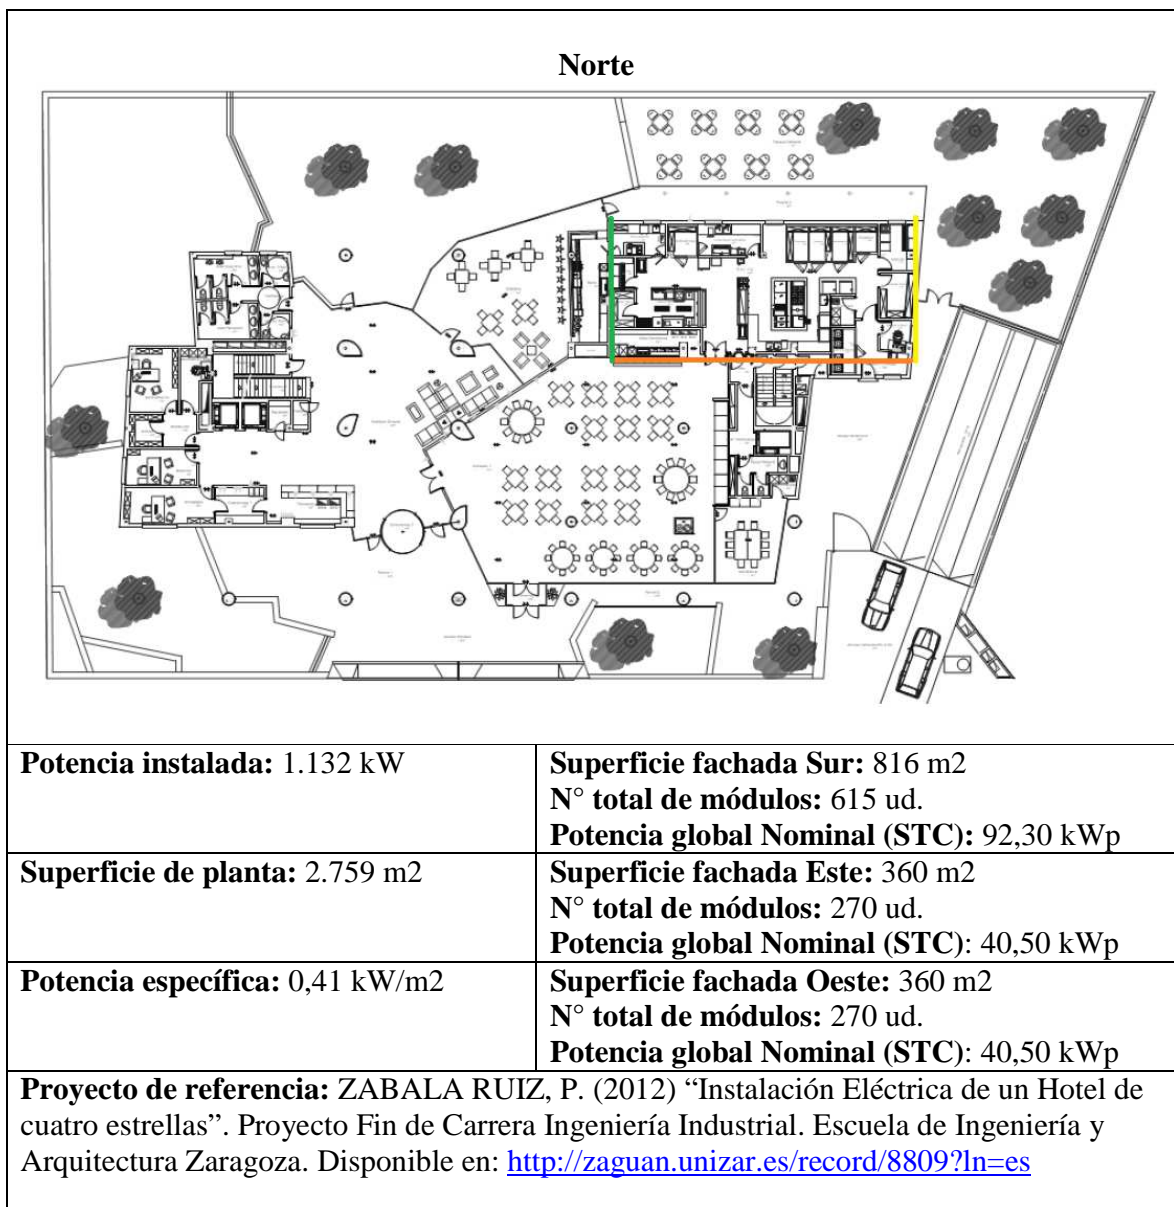 Norte
Potencia instalada: 1.132 kW
Superficie fachada Sur: 816 m2
N° total de módulos: 615 ud.
Potencia global Nominal (STC): 92,30 kWp
Superficie de planta: 2.759 m2
Superficie fachada Este: 360 m2
N° total de módulos: 270 ud.
Potencia global Nominal (STC): 40,50 kWp
Potencia específica: 0,41 kW/m2
Superficie fachada Oeste: 360 m2
N° total de módulos: 270 ud.
Potencia global Nominal (STC): 40,50 kWp
Proyecto de referencia: ZABALA RUIZ, P. (2012) “Instalación Eléctrica de un Hotel de
cuatro estrellas”. Proyecto Fin de Carrera Ingeniería Industrial. Escuela de Ingeniería y
Arquitectura Zaragoza. Disponible en: http://zaguan.unizar.es/record/8809?ln=es